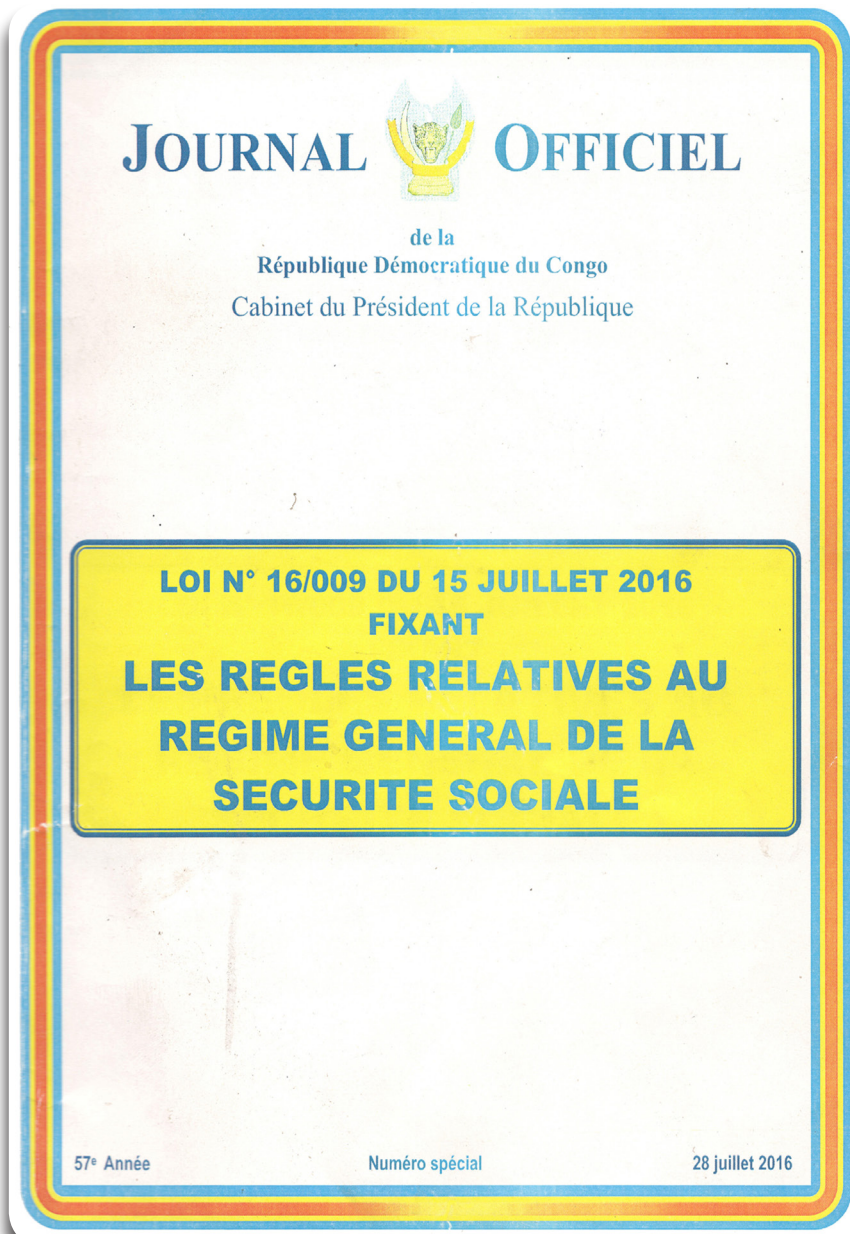 JOURNAL OFFICIEL
de la
République Démocratique du Congo
Cabinet du Président de la République
LOI N° 16/009 DU 15 JUILLET 2016
FIXANT
LES REGLES RELATIVES AU
REGIME GENERAL DE LA
SECURITE SOCIALE
57e Année Numéro spécial 28 juillet 2016